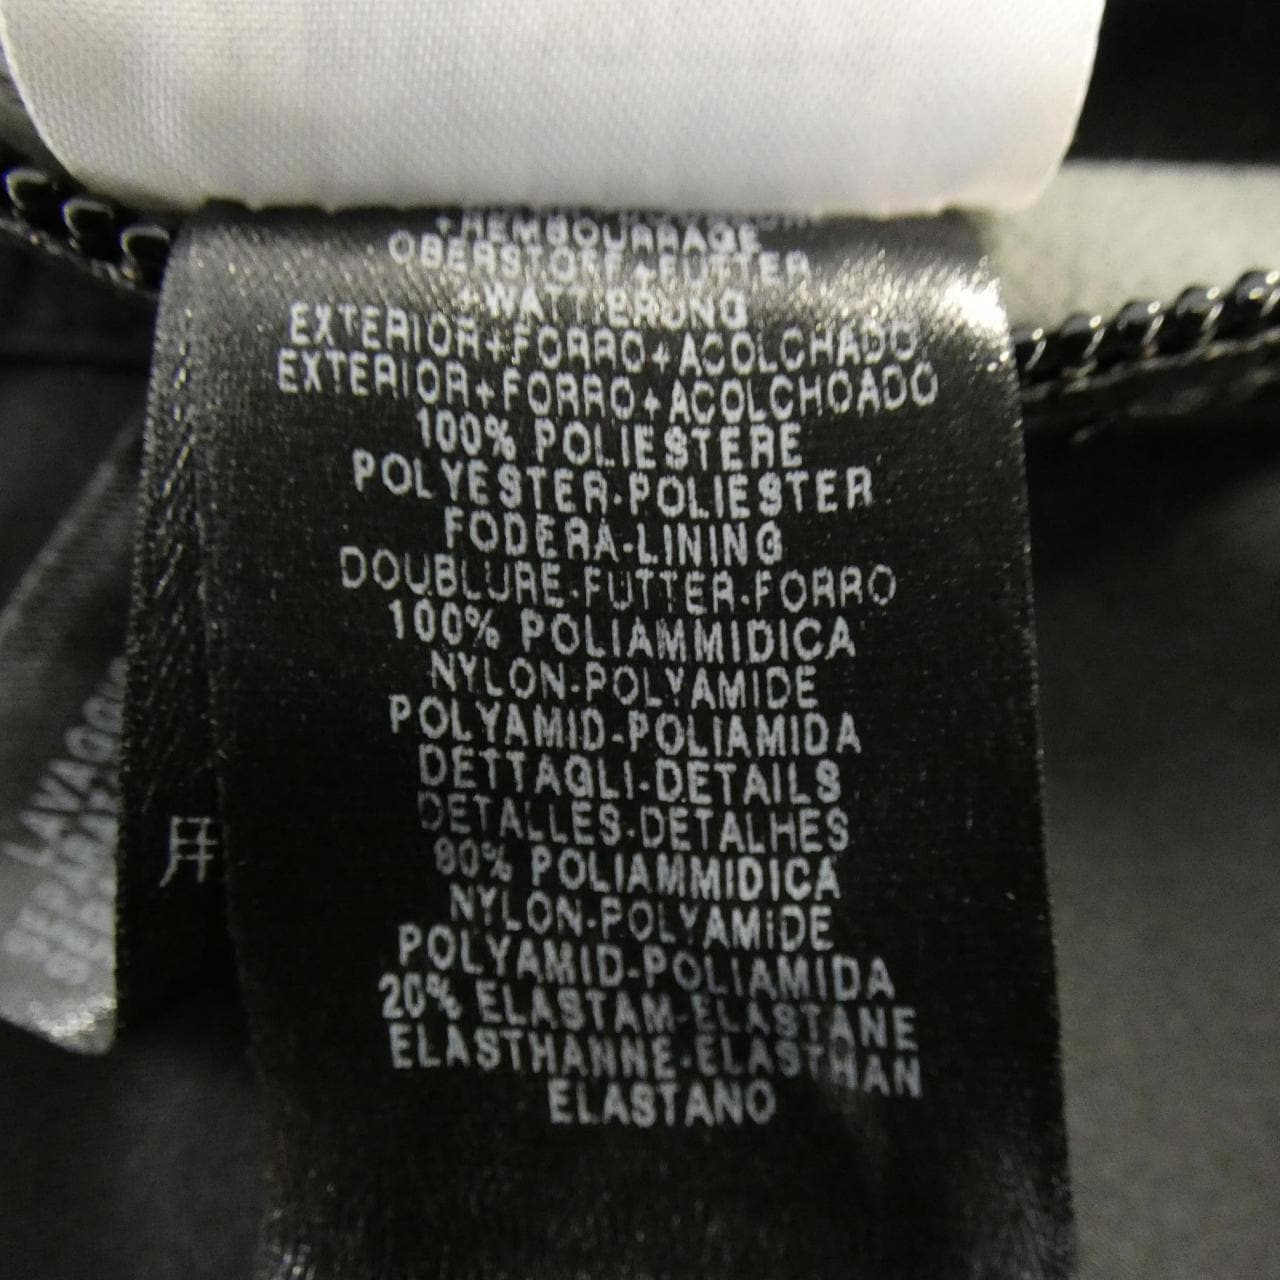 +REMBOURRAGE
OBERSTOFF+FUTTER
+WATTIERUNG
EXTERIOR+FORRO+ACOLCHADO
EXTERIOR+FORRO+ACOLCHOADO
100% POLIESTERE
POLYESTER-POLIESTER
FODERA-LINING
DOUBLURE-FUTTER-FORRO
100% POLIAMMIDICA
NYLON-POLYAMIDE
POLYAMID-POLIAMIDA
DETTAGLI-DETAILS
DETALLES-DETALHES
80% POLIAMMIDICA
NYLON-POLYAMIDE
POLYAMID-POLIAMIDA
20% ELASTAM-ELASTANE
ELASTHANNE-ELASTHAN
ELASTANO
LAVAGGI